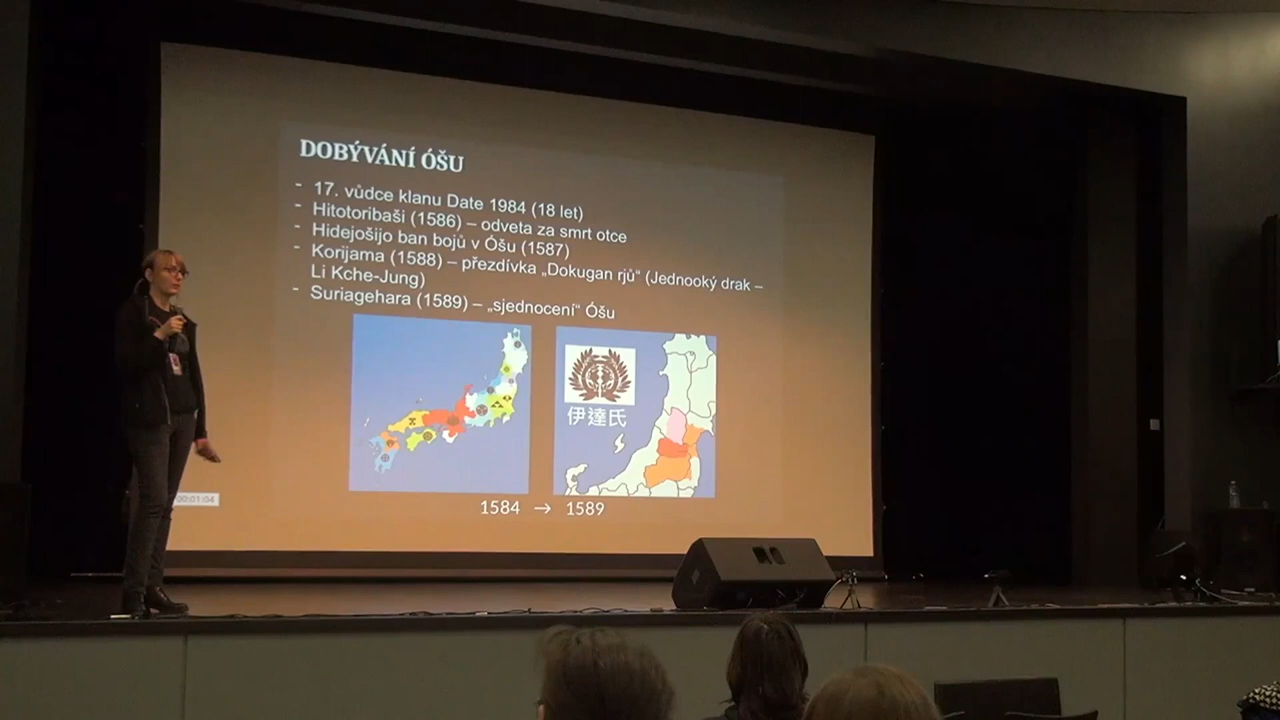 DOBÝVÁNÍ ÓŠU
- 17. vůdce klanu Date 1984 (18 let)
- Hitotoribaši (1586) – odveta za smrt otce
- Hidejošijo ban bojů v Óšu (1587)
- Korijama (1588) – přezdívka „Dokugan rjů“ (Jednooký drak –
Li Kche-Jung)
- Suriagehara (1589) – „sjednocení“ Óšu
伊達氏
1584 → 1589
00:01:04